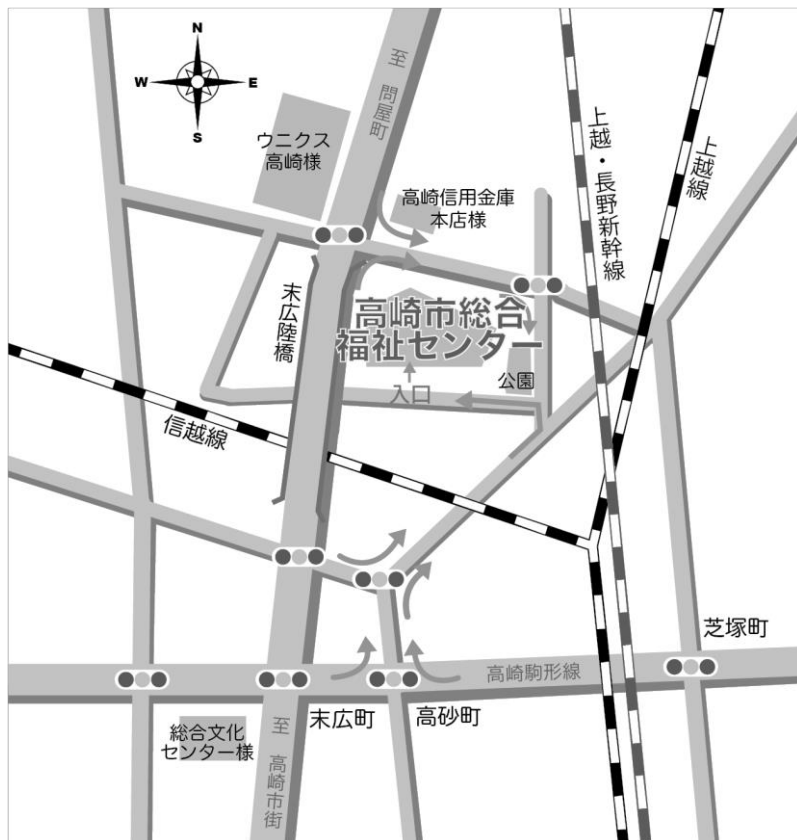 N
W
E
S
至 問屋町
ウニクス
高崎様
高崎信用金庫
本店様
上越・長野新幹線
上越線
末広陸橋
高崎市総合
福祉センター
公園
入口
信越線
芝塚町
高崎駒形線
末広町
高砂町
総合文化
センター様
至 高崎市街